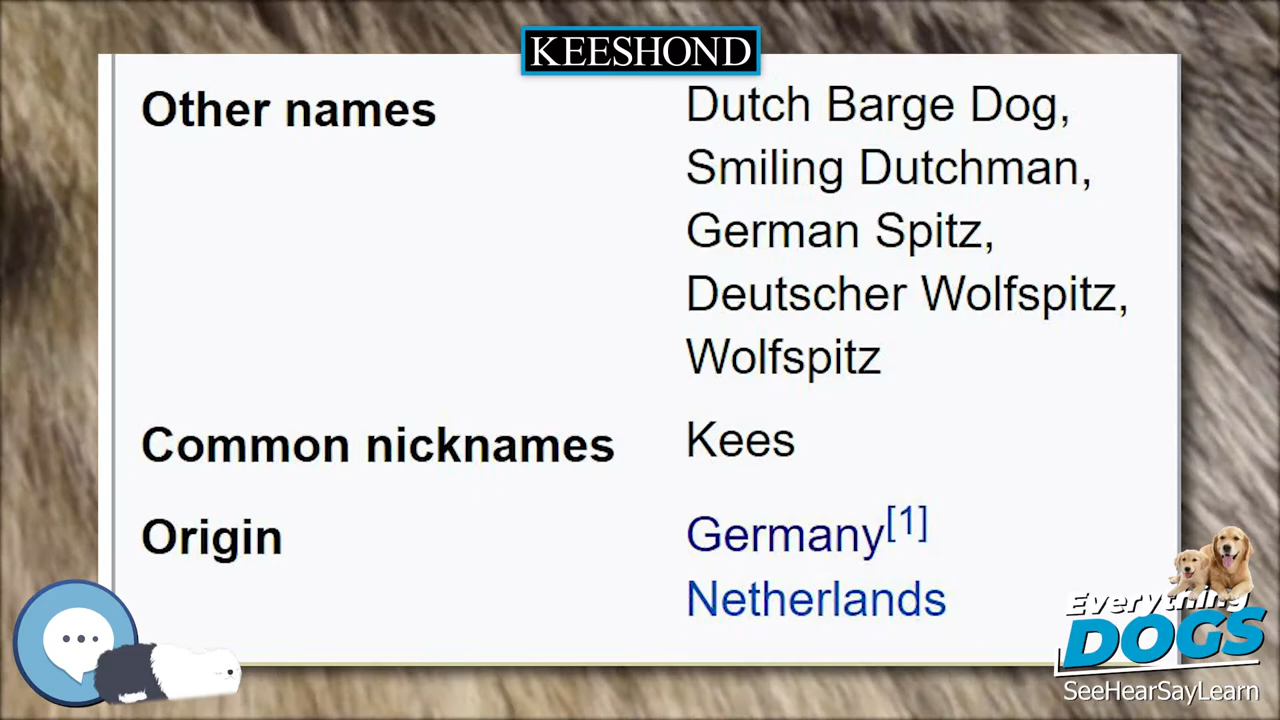 KEESHOND
Other names
Dutch Barge Dog,
Smiling Dutchman,
German Spitz,
Deutscher Wolfspitz,
Wolfspitz
Common nicknames
Kees
Origin
Germany[1]
Netherlands
Everything
DOGS
SeeHearSayLearn